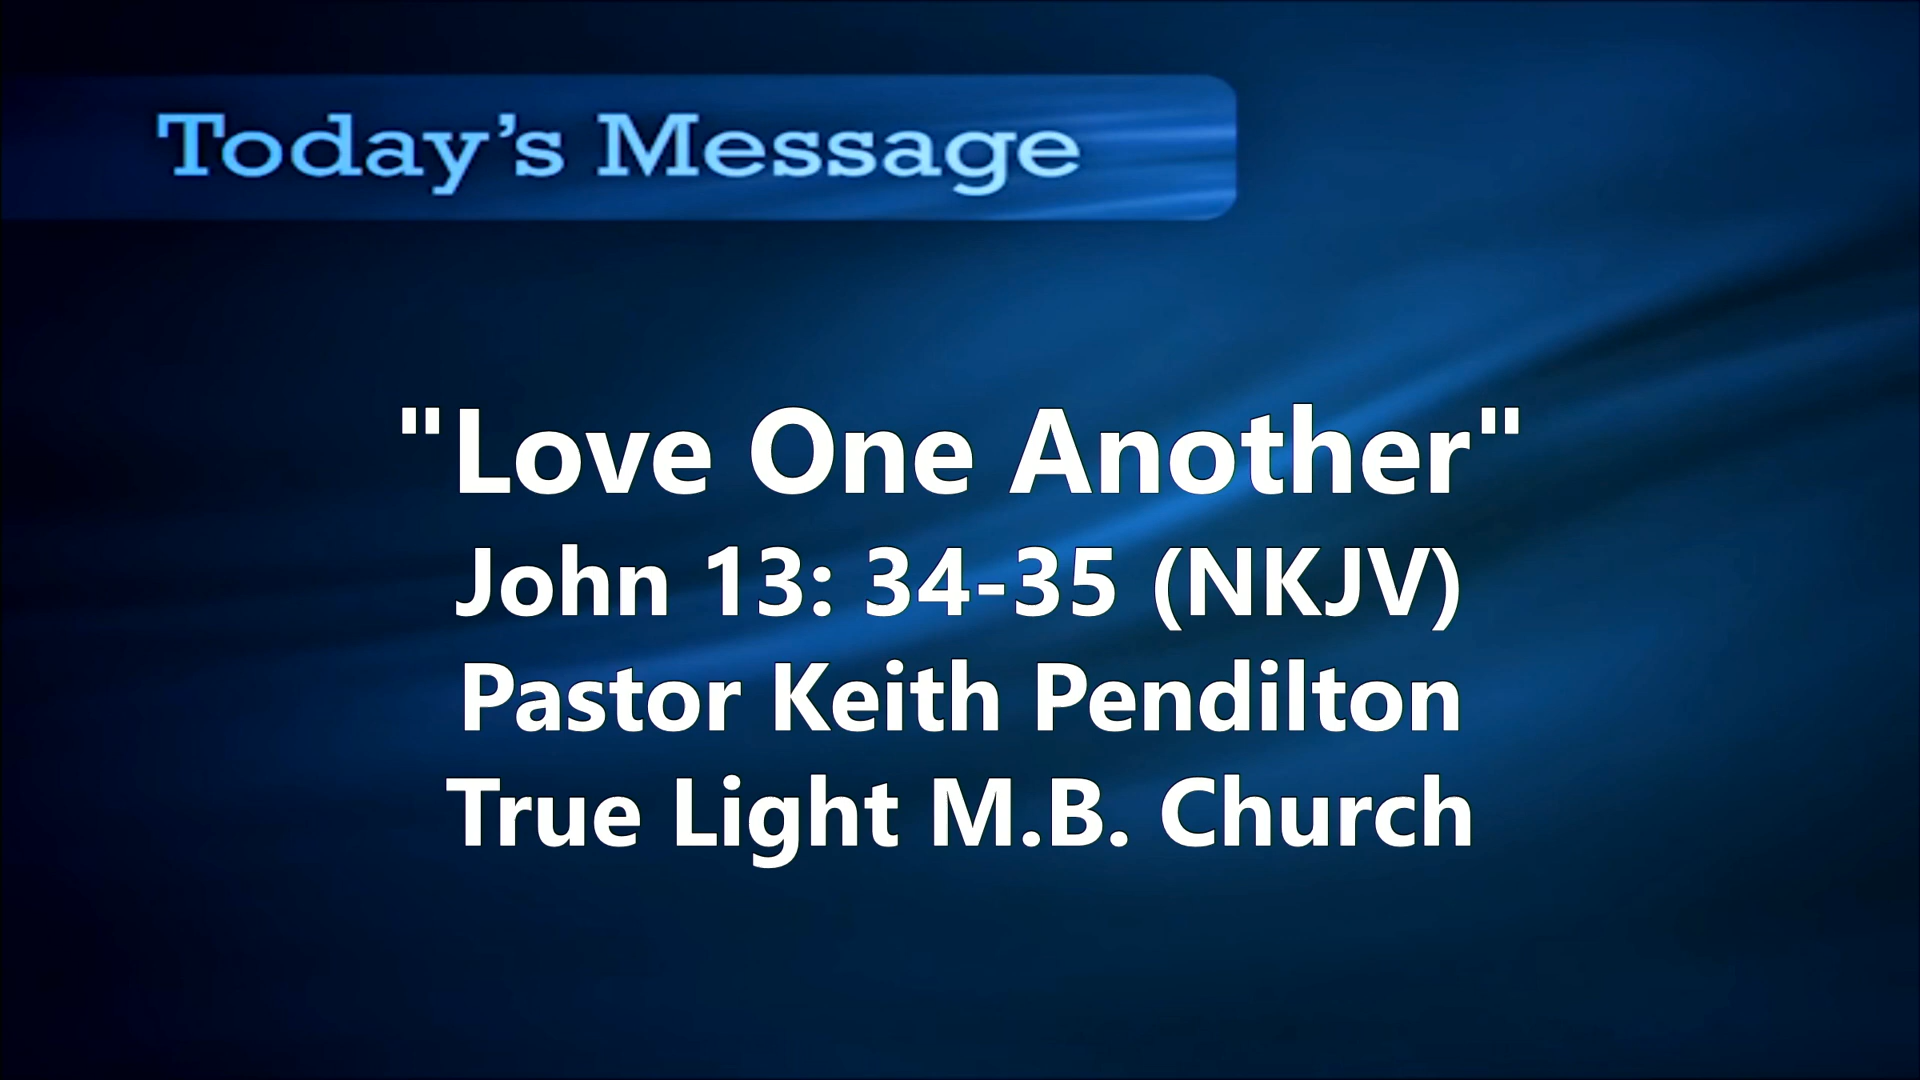 Today’s Message
"Love One Another"
John 13: 34-35 (NKJV)
Pastor Keith Pendilton
True Light M.B. Church